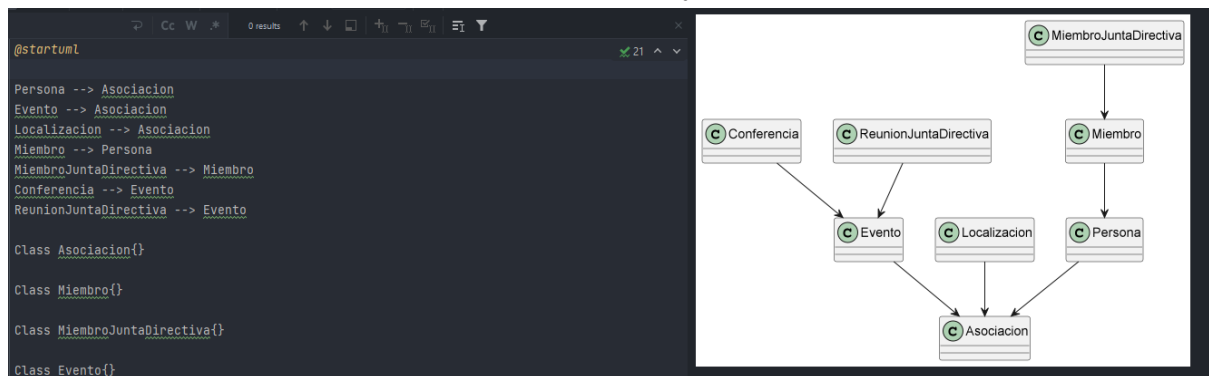 Cc W .* 0 results
@startuml
21
Persona --> Asociacion
Evento --> Asociacion
Localizacion --> Asociacion
Miembro --> Persona
MiembroJuntaDirectiva --> Miembro
Conferencia --> Evento
ReunionJuntaDirectiva --> Evento
Class Asociacion{}
Class Miembro{}
Class MiembroJuntaDirectiva{}
Class Evento{}
C MiembroJuntaDirectiva
C Conferencia
C ReunionJuntaDirectiva
C Miembro
C Evento
C Localizacion
C Persona
C Asociacion